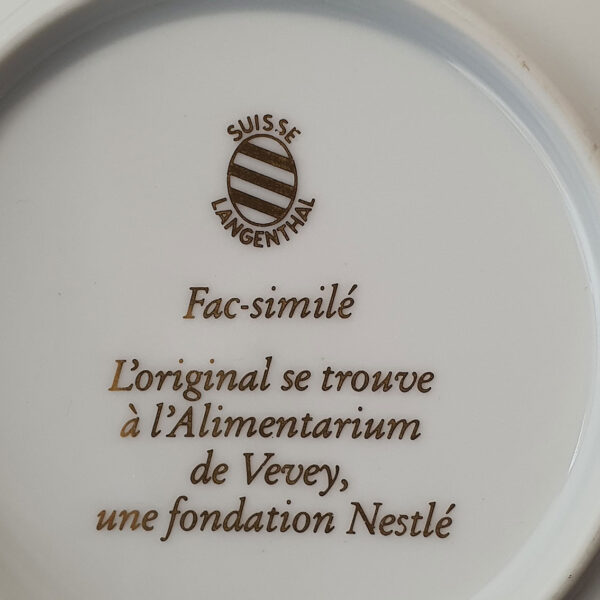 SUISSE
LANGENTHAL
Fac-similé
L'original se trouve
à l'Alimentarium
de Vevey,
une fondation Nestlé